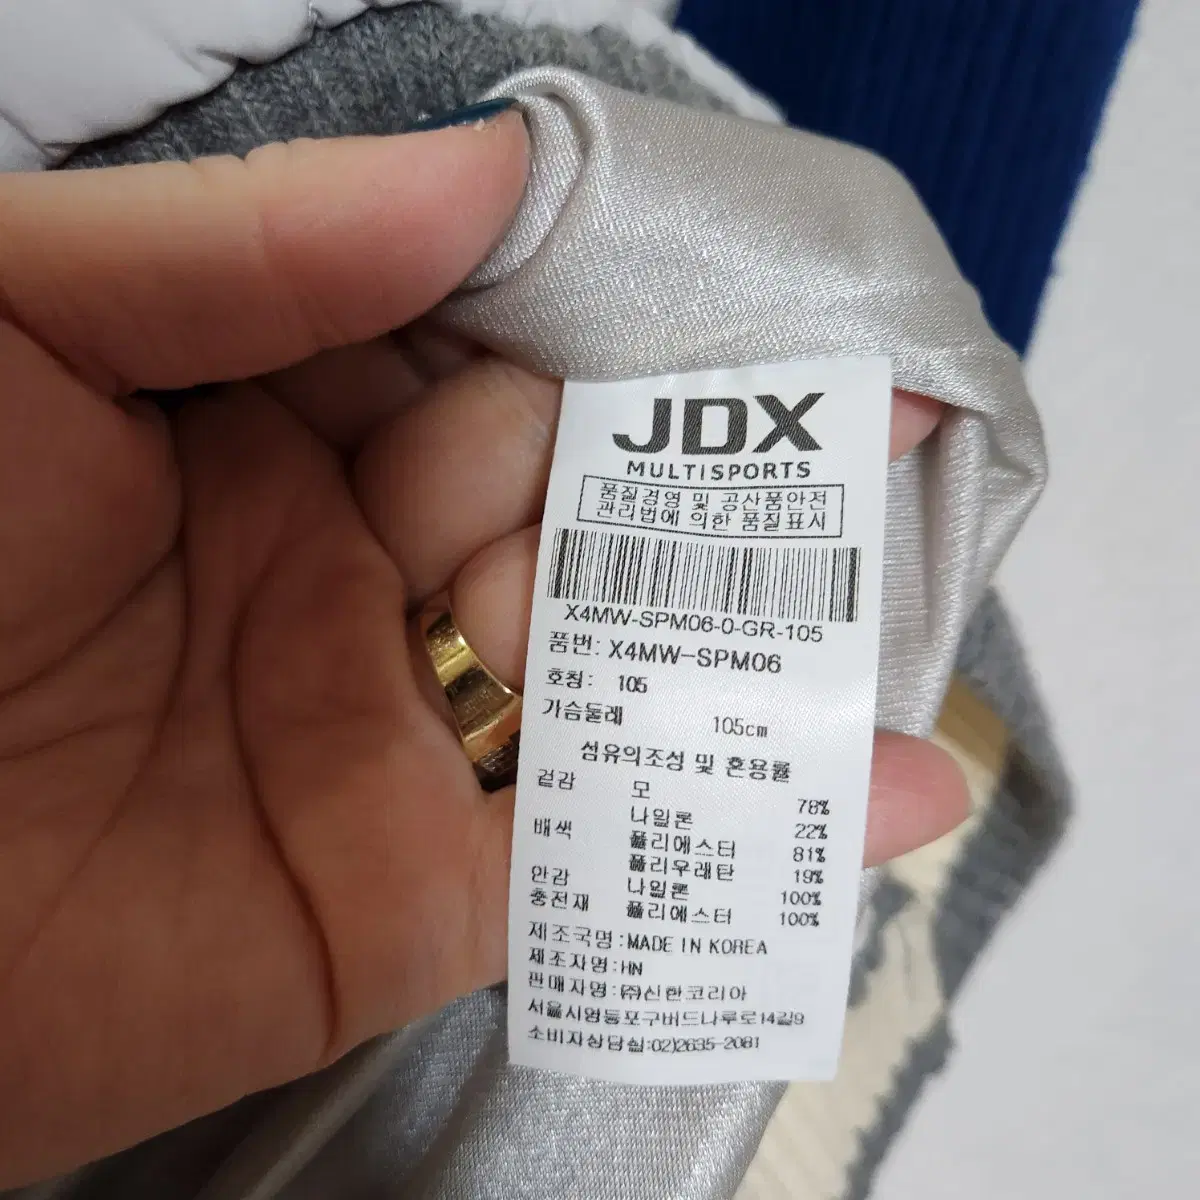 JDX
MULTISPORTS
품질경영 및 공산품안전
관리법에 의한 품질표시
X4MW-SPM06-0-GR-105
품번: X4MW-SPM06
호칭: 105
가슴둘레 105cm
섬유의조성 및 혼용률
겉감 모 78%
나일론 22%
배색 폴리에스터 81%
폴리우레탄 19%
안감 나일론 100%
충전재 폴리에스터 100%
제조국명:MADE IN KOREA
제조자명:HN
판매자명:(주)신한코리아
서울시영등포구버드나루로14길9
소비자상담실:02)2635-2081